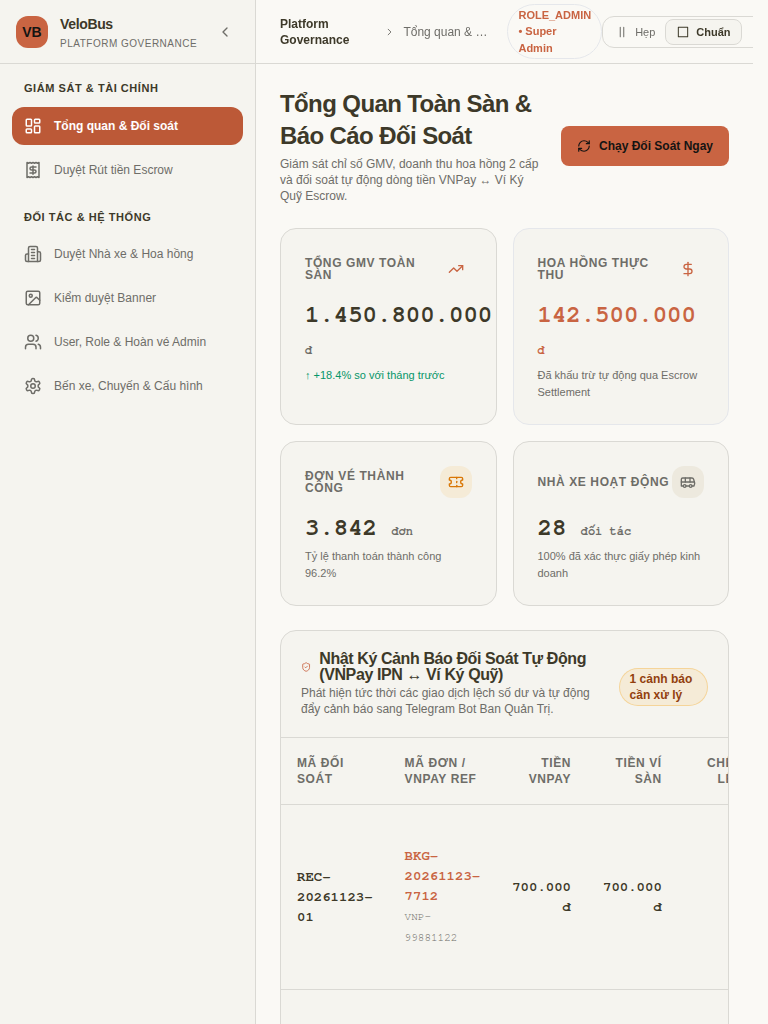 VB
VeloBus
PLATFORM GOVERNANCE
GIÁM SÁT & TÀI CHÍNH
Tổng quan & Đối soát
Duyệt Rút tiền Escrow
ĐỐI TÁC & HỆ THỐNG
Duyệt Nhà xe & Hoa hồng
Kiểm duyệt Banner
User, Role & Hoàn vé Admin
Bến xe, Chuyến & Cấu hình
Platform
Governance
Tổng quan & …
ROLE_ADMIN
• Super
Admin
Hẹp
Chuẩn
Tổng Quan Toàn Sàn &
Báo Cáo Đối Soát
Giám sát chỉ số GMV, doanh thu hoa hồng 2 cấp
và đối soát tự động dòng tiền VNPay ↔ Ví Ký
Quỹ Escrow.
Chạy Đối Soát Ngay
TỔNG GMV TOÀN
SÀN
1.450.800.000
đ
↑ +18.4% so với tháng trước
HOA HỒNG THỰC
THU
142.500.000
đ
Đã khấu trừ tự động qua Escrow
Settlement
ĐƠN VÉ THÀNH
CÔNG
3.842 đơn
Tỷ lệ thanh toán thành công
96.2%
NHÀ XE HOẠT ĐỘNG
28 đối tác
100% đã xác thực giấy phép kinh
doanh
Nhật Ký Cảnh Báo Đối Soát Tự Động
(VNPay IPN ↔ Ví Ký Quỹ)
Phát hiện tức thời các giao dịch lệch số dư và tự động
đẩy cảnh báo sang Telegram Bot Ban Quản Trị.
1 cảnh báo
cần xử lý
MÃ ĐỐI
SOÁT
MÃ ĐƠN /
VNPAY REF
TIỀN
VNPAY
TIỀN VÍ
SÀN
REC-
20261123-
01
BKG-
20261123-
7712
VNP-
99881122
700.000
đ
700.000
đ